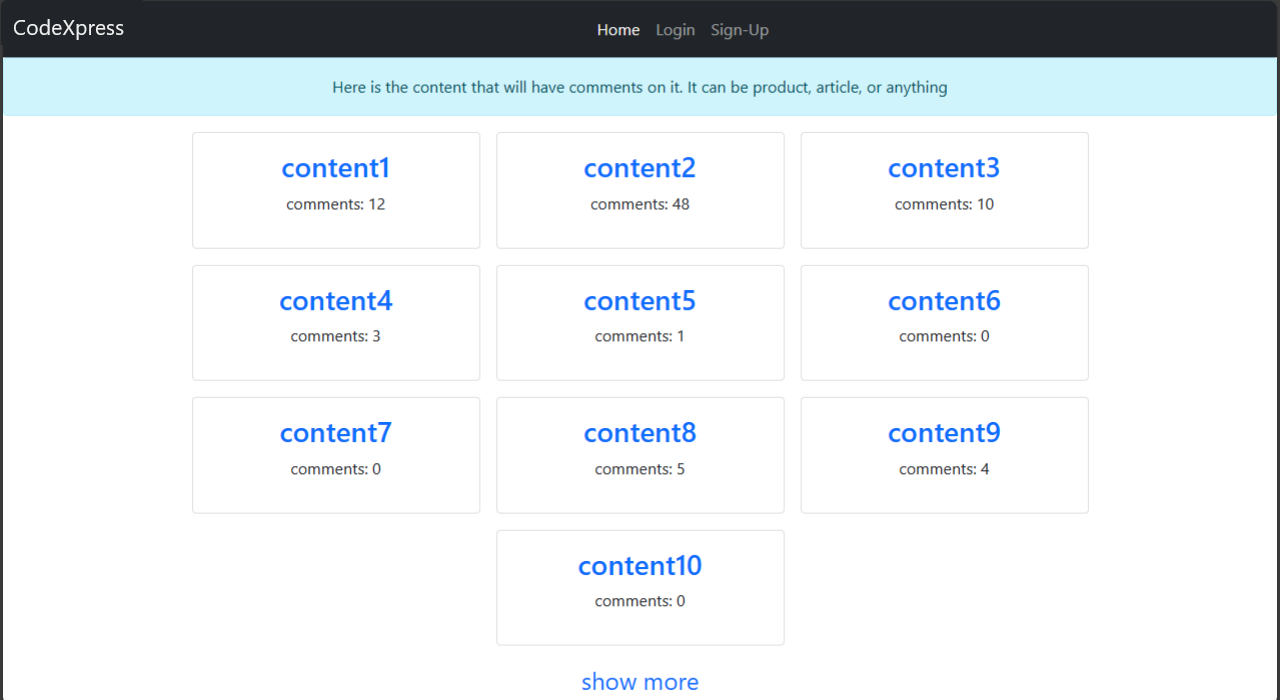 CodeXpress
Home Login Sign-Up
Here is the content that will have comments on it. It can be product, article, or anything
content1
comments: 12
content2
comments: 48
content3
comments: 10
content4
comments: 3
content5
comments: 1
content6
comments: 0
content7
comments: 0
content8
comments: 5
content9
comments: 4
content10
comments: 0
show more